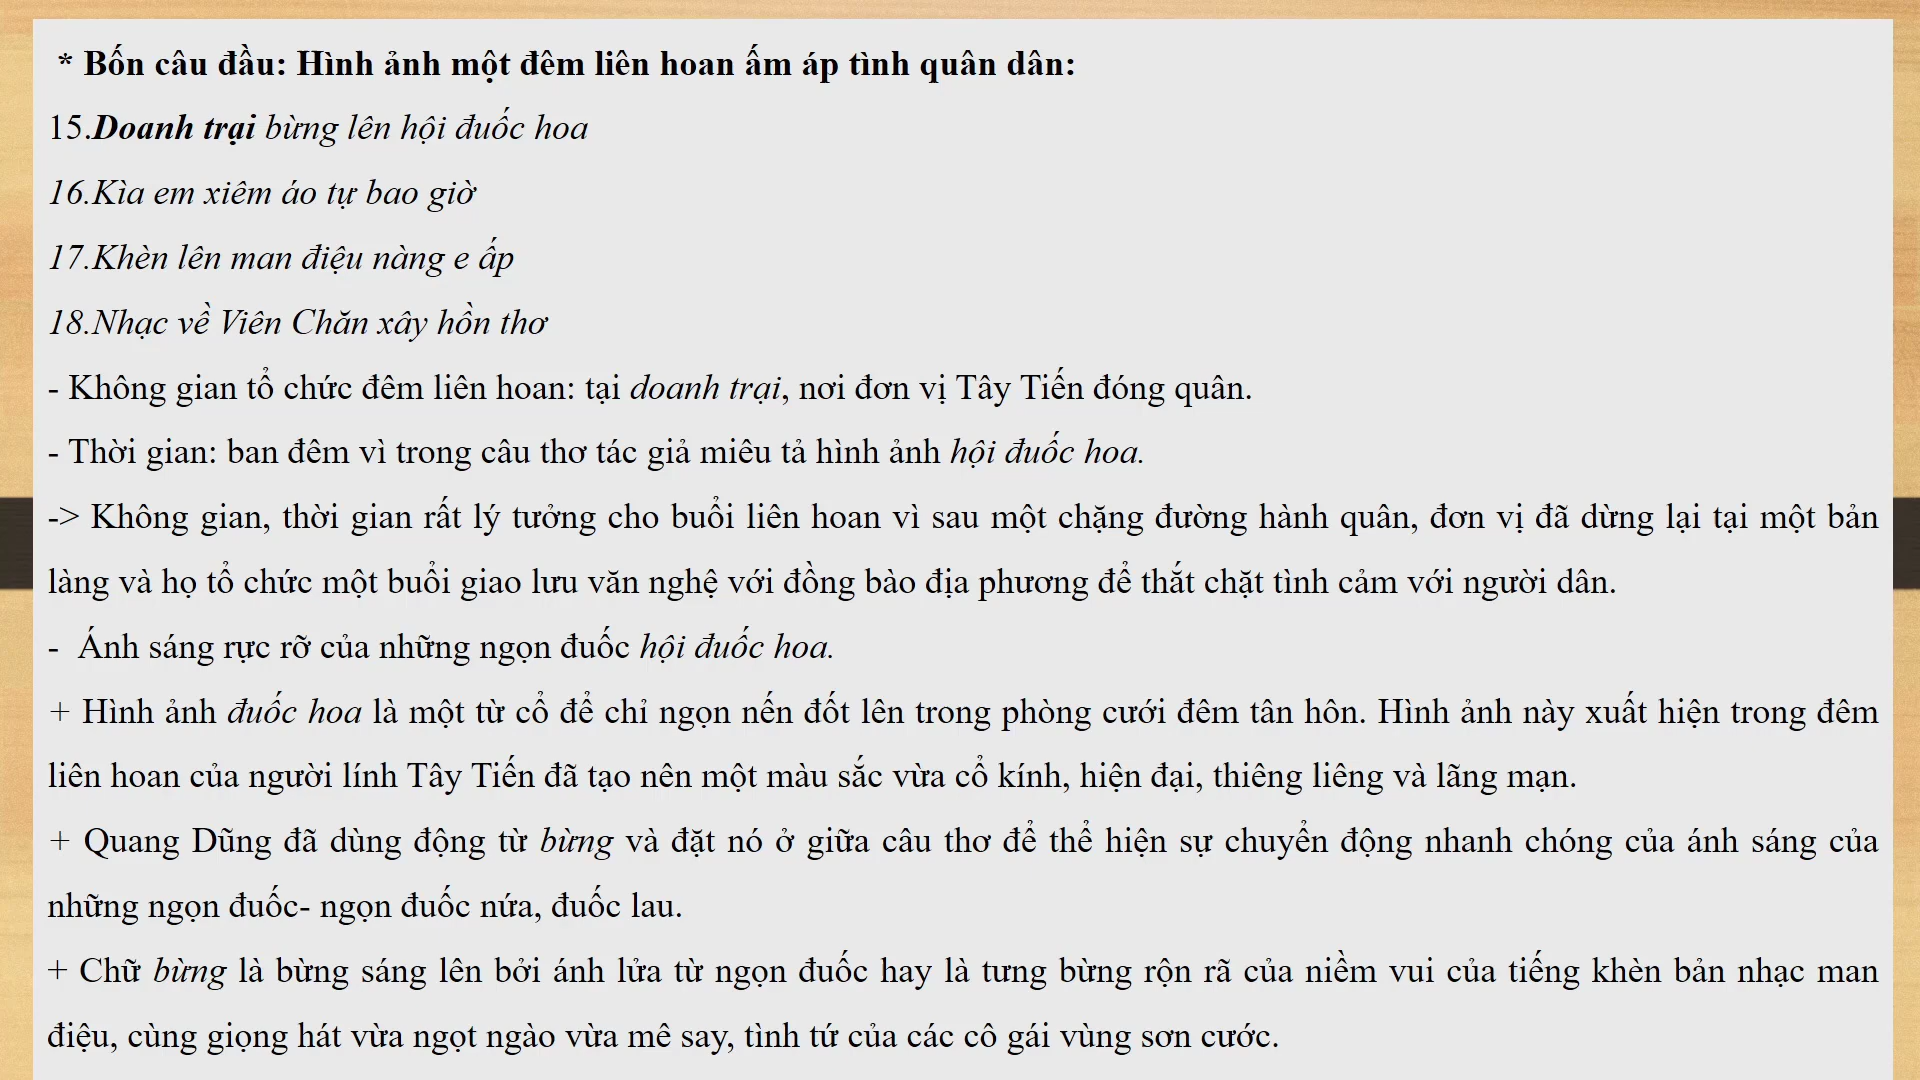 * Bốn câu đầu: Hình ảnh một đêm liên hoan ấm áp tình quân dân:
15.Doanh trại bừng lên hội đuốc hoa
16.Kìa em xiêm áo tự bao giờ
17.Khèn lên man điệu nàng e ấp
18.Nhạc về Viên Chăn xây hồn thơ
- Không gian tổ chức đêm liên hoan: tại doanh trại, nơi đơn vị Tây Tiến đóng quân.
- Thời gian: ban đêm vì trong câu thơ tác giả miêu tả hình ảnh hội đuốc hoa.
-> Không gian, thời gian rất lý tưởng cho buổi liên hoan vì sau một chặng đường hành quân, đơn vị đã dừng lại tại một bản
làng và họ tổ chức một buổi giao lưu văn nghệ với đồng bào địa phương để thắt chặt tình cảm với người dân.
- Ánh sáng rực rỡ của những ngọn đuốc hội đuốc hoa.
+ Hình ảnh đuốc hoa là một từ cổ để chỉ ngọn nến đốt lên trong phòng cưới đêm tân hôn. Hình ảnh này xuất hiện trong đêm
liên hoan của người lính Tây Tiến đã tạo nên một màu sắc vừa cổ kính, hiện đại, thiêng liêng và lãng mạn.
+ Quang Dũng đã dùng động từ bừng và đặt nó ở giữa câu thơ để thể hiện sự chuyển động nhanh chóng của ánh sáng của
những ngọn đuốc- ngọn đuốc nứa, đuốc lau.
+ Chữ bừng là bừng sáng lên bởi ánh lửa từ ngọn đuốc hay là tưng bừng rộn rã của niềm vui của tiếng khèn bản nhạc man
điệu, cùng giọng hát vừa ngọt ngào vừa mê say, tình tứ của các cô gái vùng sơn cước.